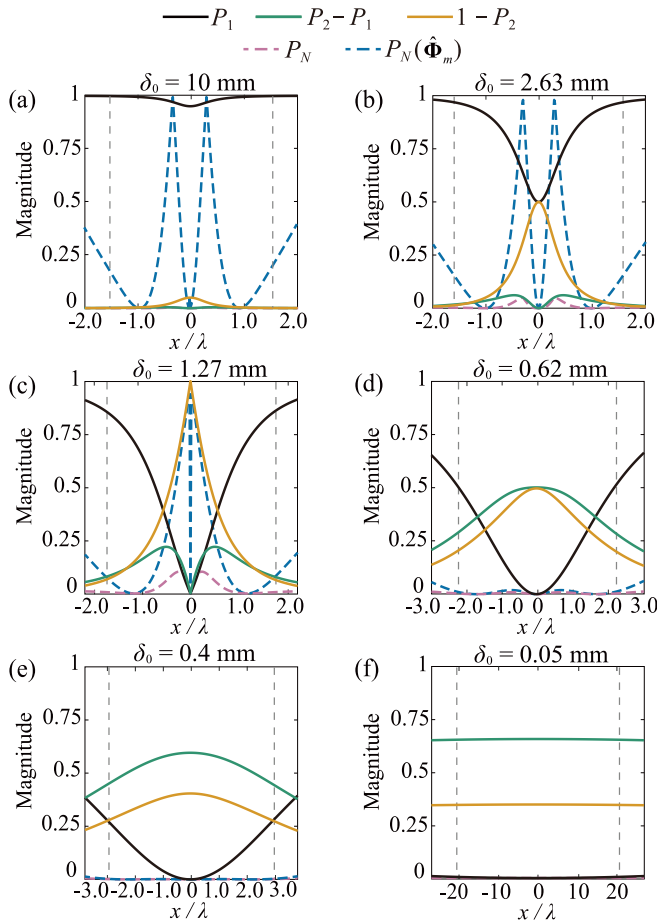 P₁ P₂ − P₁ 1 − P₂
P_N P_N(Φ̂ₘ)
(a) δ₀ = 10 mm
1
0.75
0.5
0.25
0
Magnitude
-2.0 -1.0 0 1.0 2.0
x / λ
(b) δ₀ = 2.63 mm
1
0.75
0.5
0.25
0
Magnitude
-2.0 -1.0 0 1.0 2.0
x / λ
(c) δ₀ = 1.27 mm
1
0.75
0.5
0.25
0
Magnitude
-2.0 -1.0 0 1.0 2.0
x / λ
(d) δ₀ = 0.62 mm
1
0.75
0.5
0.25
0
Magnitude
-3.0 -2.0 -1.0 0 1.0 2.0 3.0
x / λ
(e) δ₀ = 0.4 mm
1
0.75
0.5
0.25
0
Magnitude
-3.0 -1.0 0 1.0 3.0
x / λ
(f) δ₀ = 0.05 mm
1
0.75
0.5
0.25
0
Magnitude
-20 -10 0 10 20
x / λ